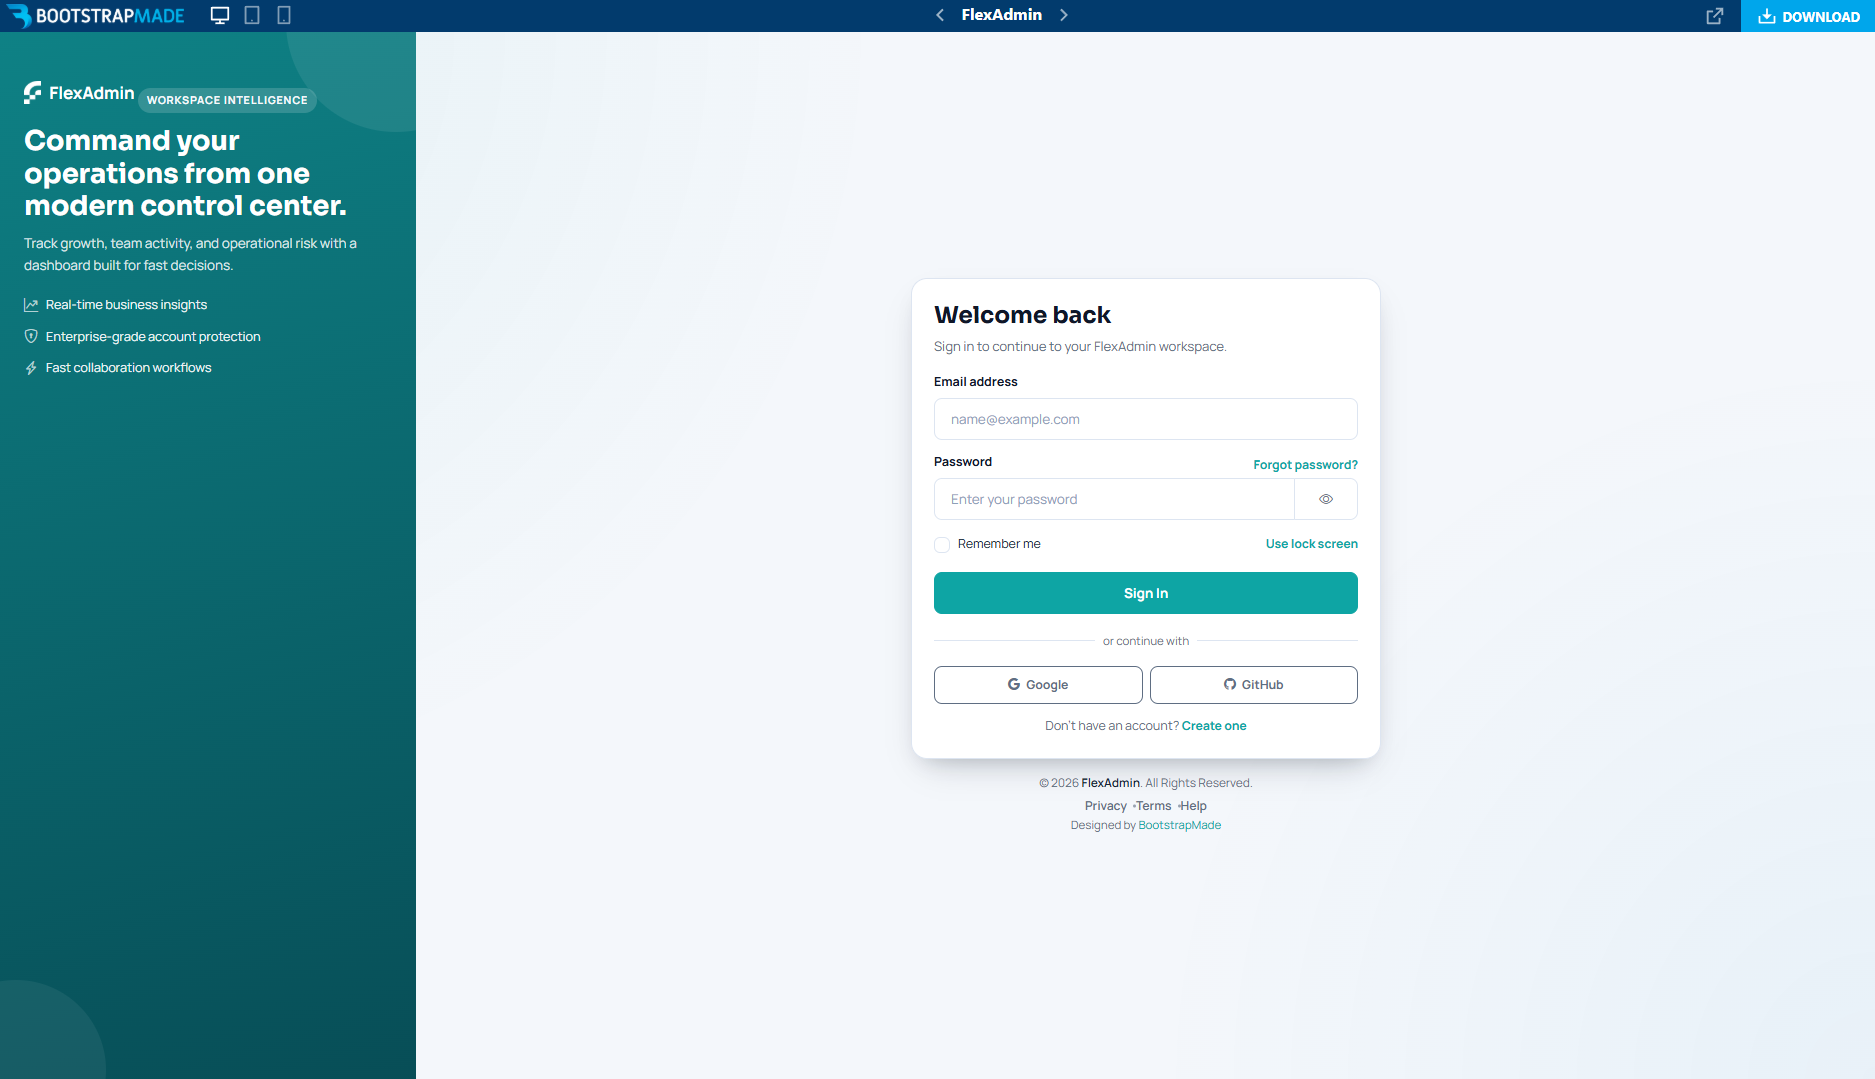 BOOTSTRAPMADE
FlexAdmin
DOWNLOAD
FlexAdmin
WORKSPACE INTELLIGENCE
Command your
operations from one
modern control center.
Track growth, team activity, and operational risk with a
dashboard built for fast decisions.
Real-time business insights
Enterprise-grade account protection
Fast collaboration workflows
Welcome back
Sign in to continue to your FlexAdmin workspace.
Email address
name@example.com
Password
Forgot password?
Enter your password
Remember me
Use lock screen
Sign In
or continue with
Google
GitHub
Don't have an account? Create one
© 2026 FlexAdmin. All Rights Reserved.
Privacy •Terms •Help
Designed by BootstrapMade